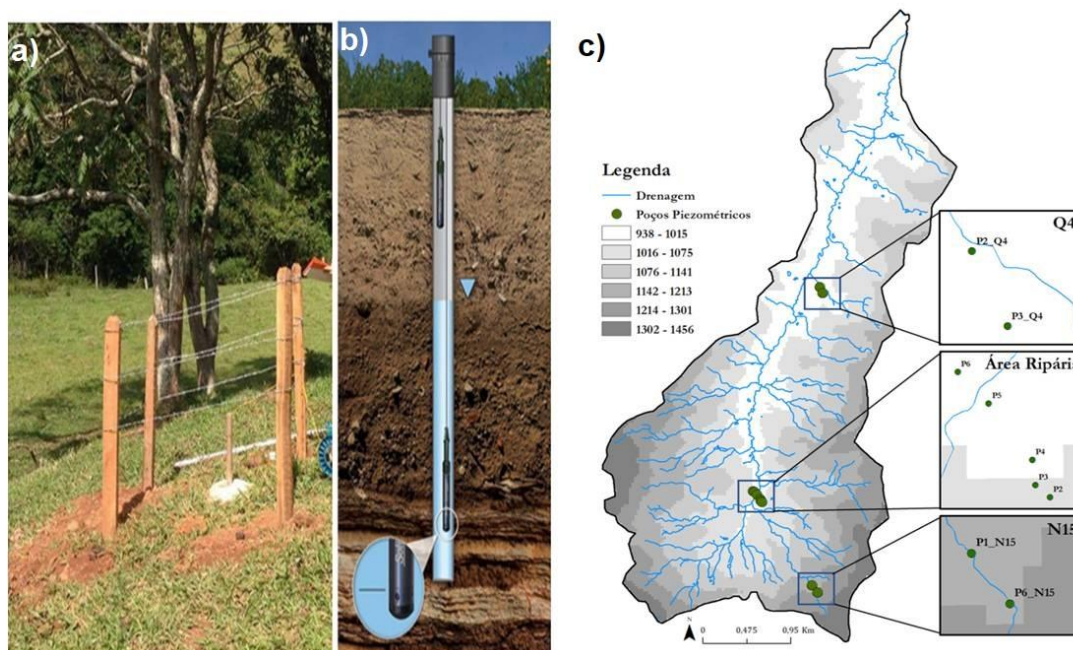 a)
b)
c)
Legenda
Drenagem
Poços Piezométricos
938 - 1015
1016 - 1075
1076 - 1141
1142 - 1213
1214 - 1301
1302 - 1456
Q4
P2_Q4
P3_Q4
Área Ripária
P6
P5
P4
P3
P2
N15
P1_N15
P6_N15
N
0 0,475 0,95 Km